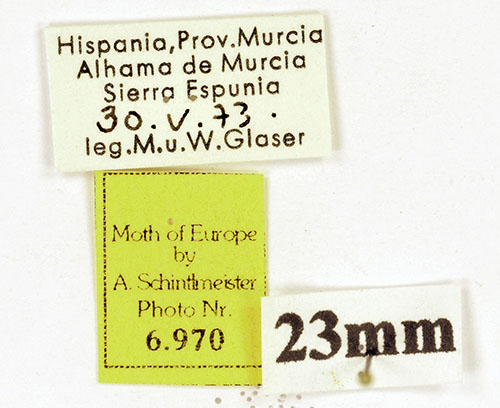 Hispania,Prov.Murcia
Alhama de Murcia
Sierra Espunia
30.V.73.
leg.M.u.W.Glaser
Moth of Europe
by
A. Schintlmeister
Photo Nr.
6.970
23mm